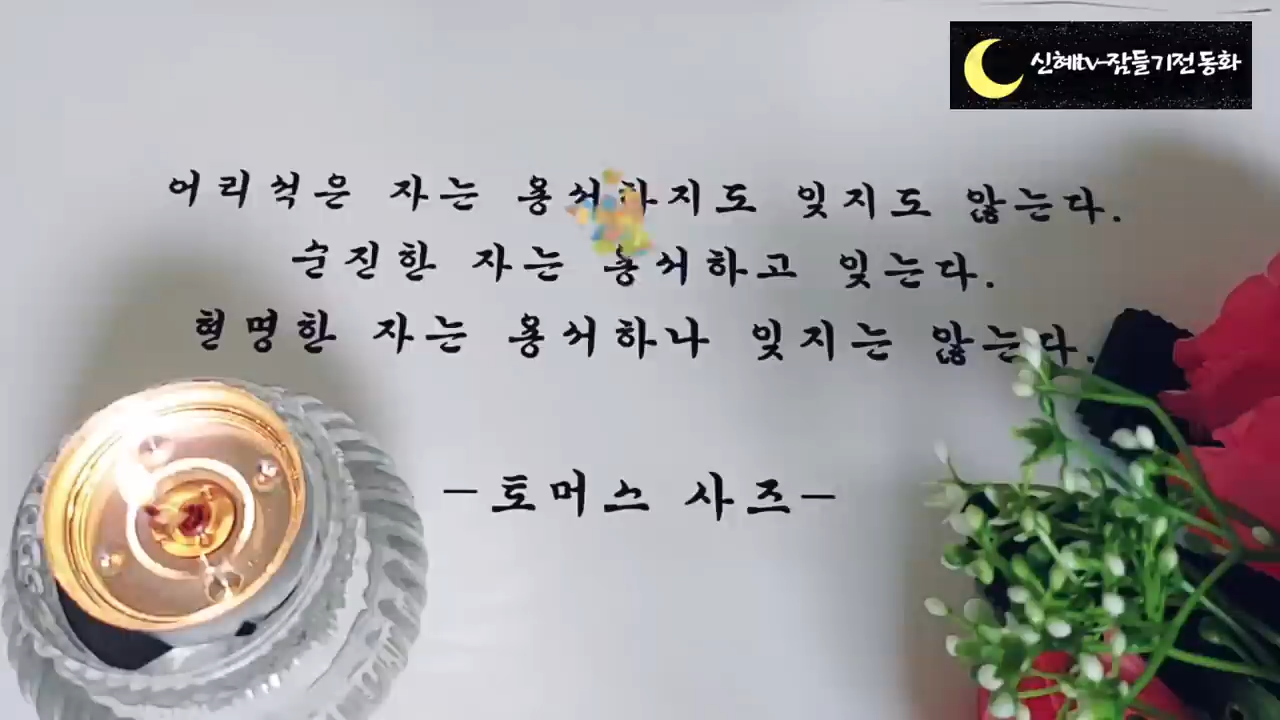 신혜tv-잠들기전동화
어리석은 자는 용서하지도 잊지도 않는다.
순진한 자는 용서하고 잊는다.
현명한 자는 용서하나 잊지는 않는다.
-토머스 사즈-